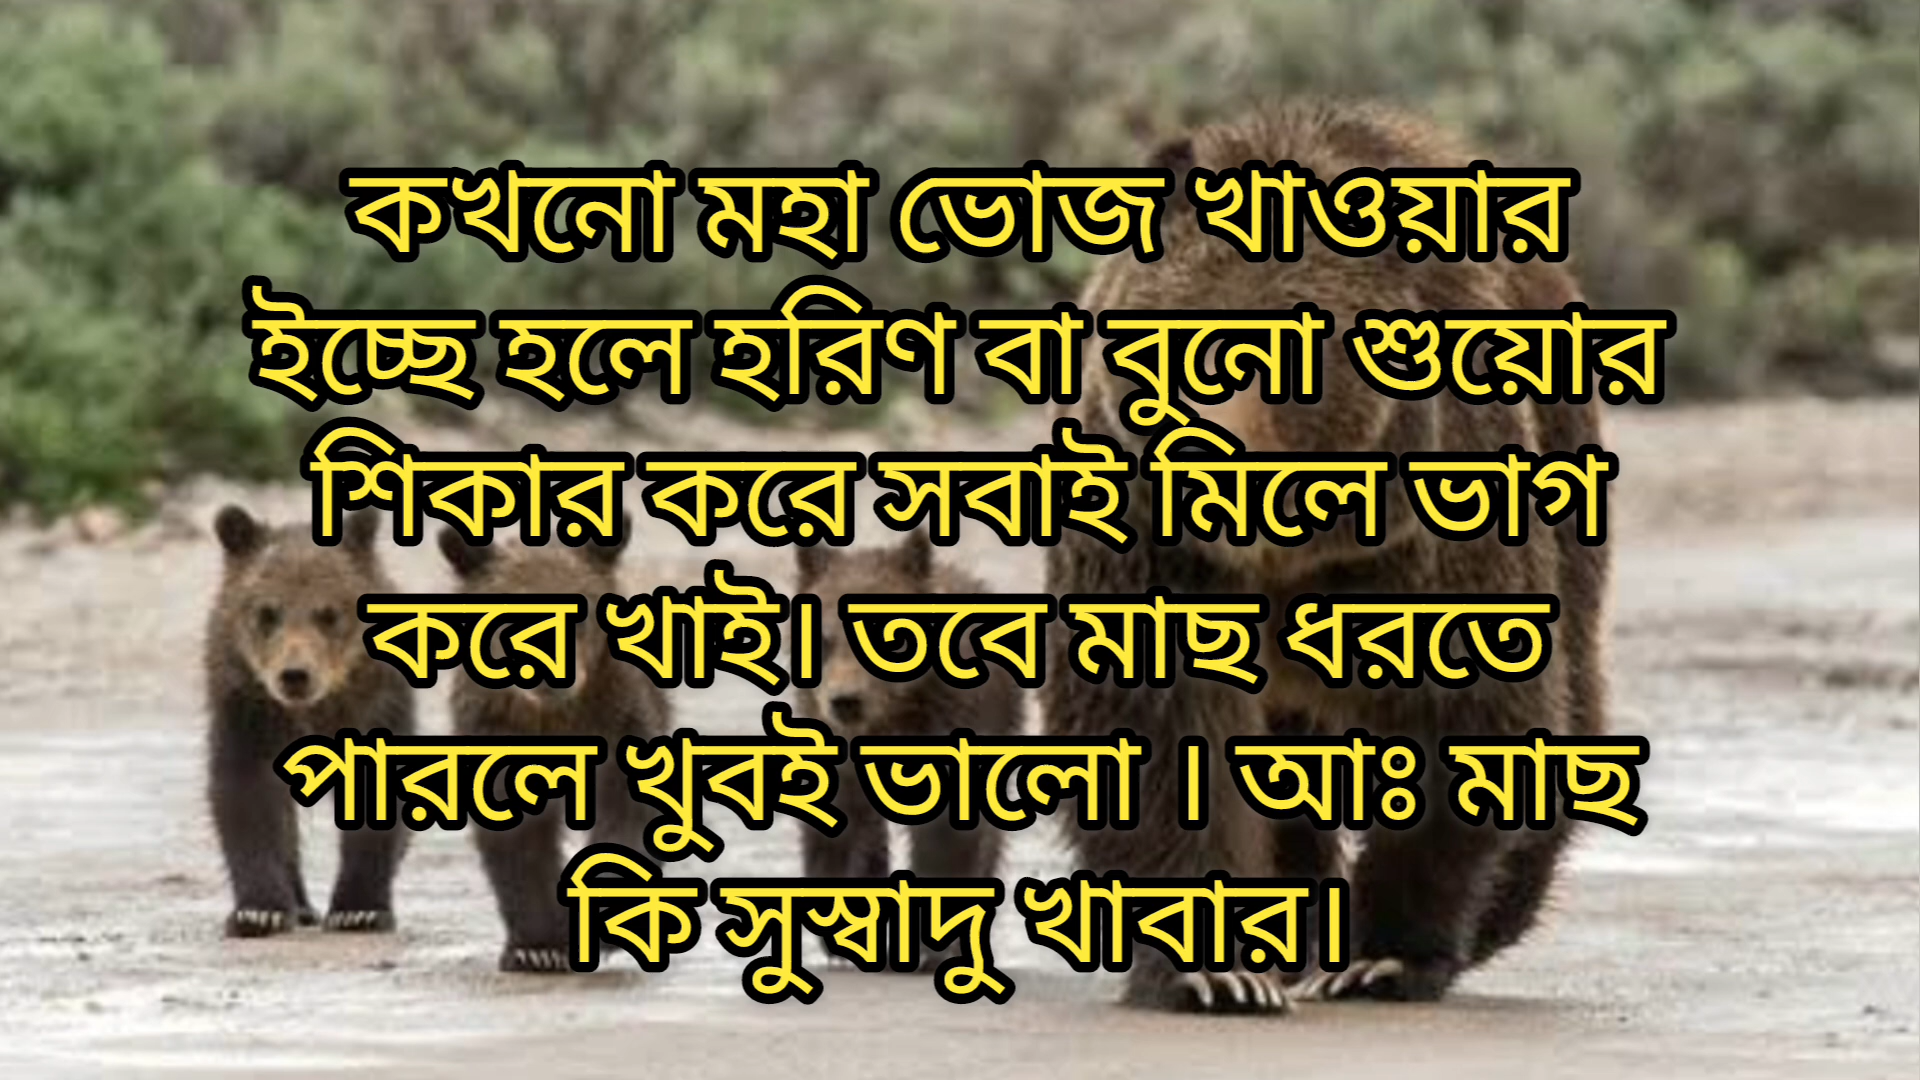 কখনো মহা ভোজ খাওয়ার
ইচ্ছে হলে হরিণ বা বুনো শুয়োর
শিকার করে সবাই মিলে ভাগ
করে খাই। তবে মাছ ধরতে
পারলে খুবই ভালো । আঃ মাছ
কি সুস্বাদু খাবার।